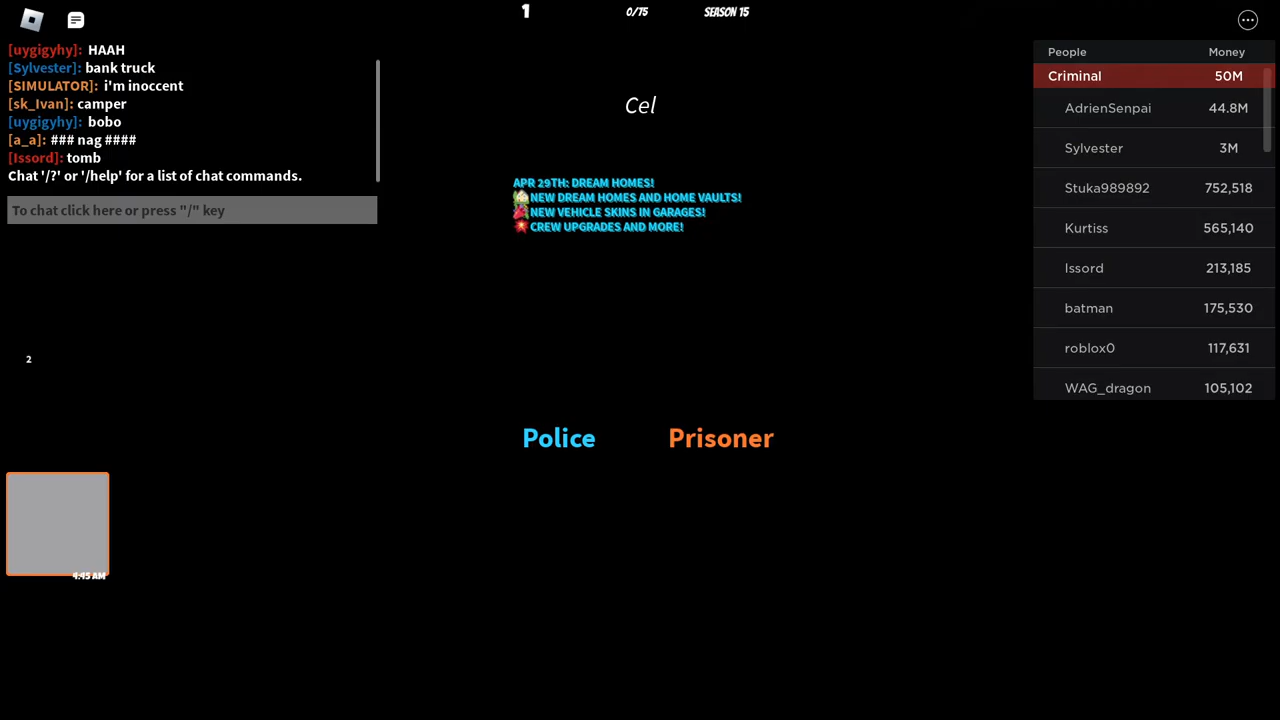 1
0/75
SEASON 15
[uygigyhy]: HAAH
[Sylvester]: bank truck
[SIMULATOR]: i'm inoccent
[sk_Ivan]: camper
[uygigyhy]: bobo
[a_a]: ### nag ####
[Issord]: tomb
Chat '/?' or '/help' for a list of chat commands.
To chat click here or press "/" key
Cel
APR 29TH: DREAM HOMES!
NEW DREAM HOMES AND HOME VAULTS!
NEW VEHICLE SKINS IN GARAGES!
CREW UPGRADES AND MORE!
People Money
Criminal 50M
AdrienSenpai 44.8M
Sylvester 3M
Stuka989892 752,518
Kurtiss 565,140
Issord 213,185
batman 175,530
roblox0 117,631
WAG_dragon 105,102
2
Police
Prisoner
4:45 AM